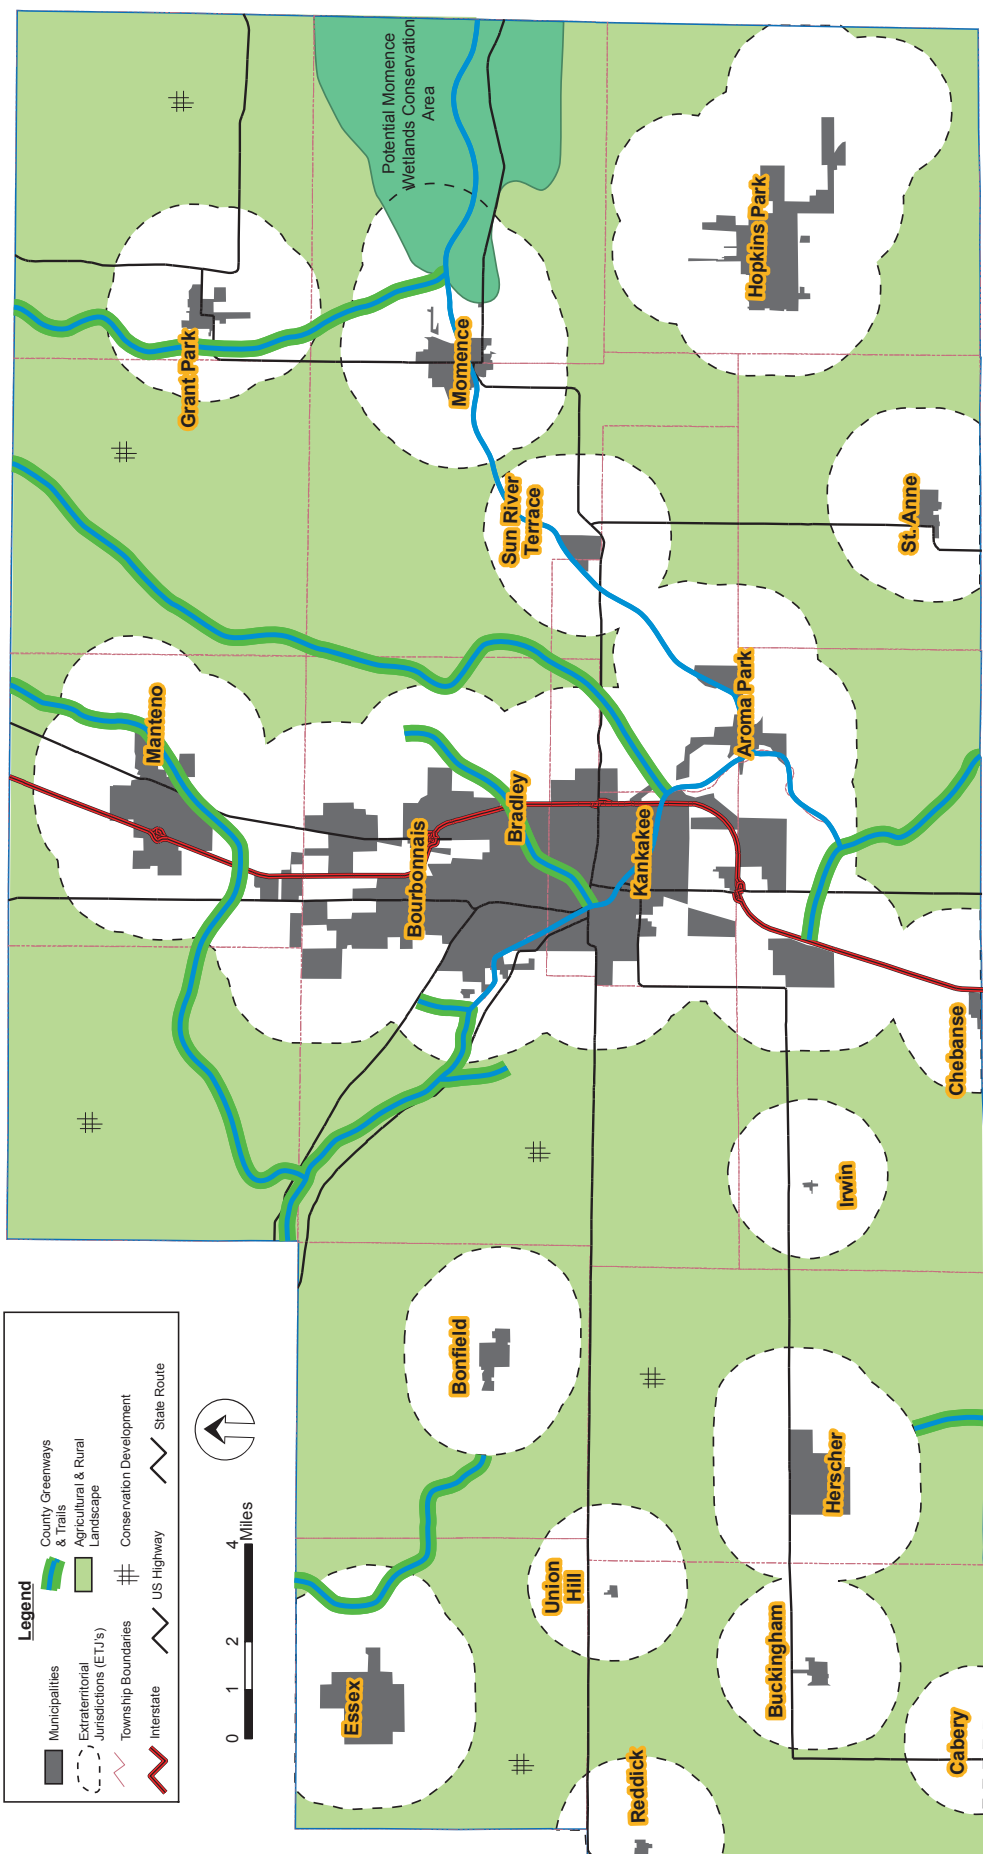 Potential Momence
Wetlands Conservation
Area
Grant Park
Momence
Hopkins Park
Sun River
Terrace
St. Anne
Manteno
Aroma Park
Bradley
Bourbonnais
Kankakee
Chebanse
Irwin
Bonfield
Herscher
Union
Hill
Essex
Buckingham
Reddick
Cabery
Legend
Municipalities
Extraterritorial
Jurisdictions (ETJ's)
Township Boundaries
Interstate
County Greenways
& Trails
Agricultural & Rural
Landscape
Conservation Development
US Highway
State Route
0 1 2 4
Miles